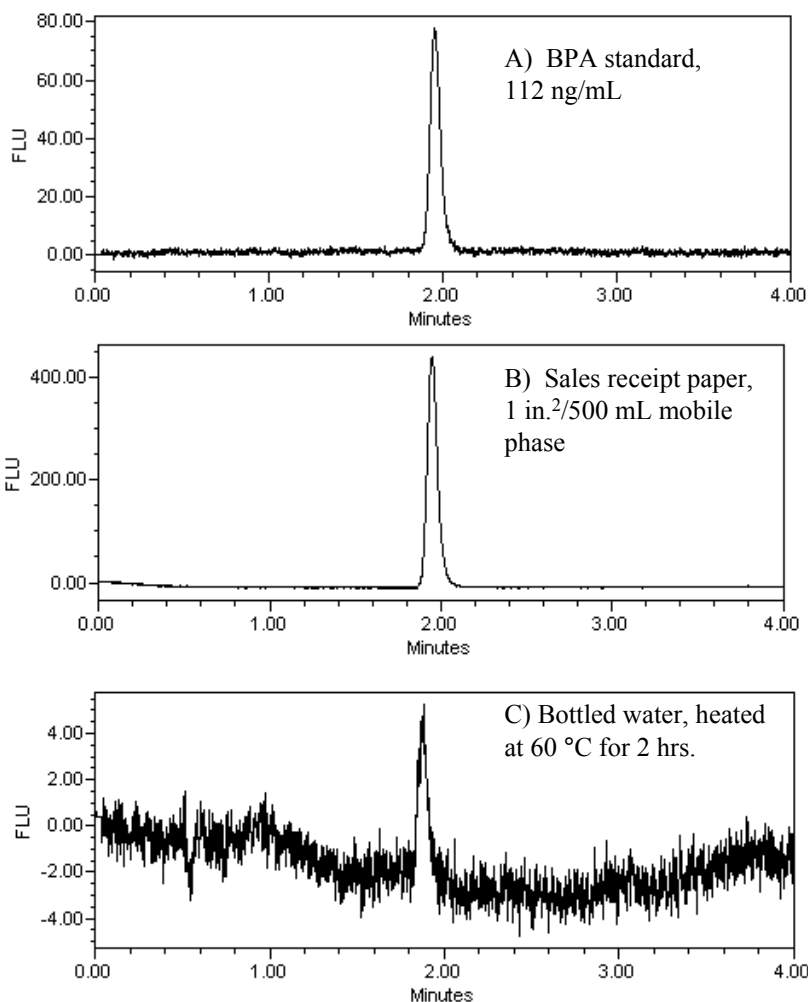 80.00
60.00
40.00
20.00
0.00
FLU
A) BPA standard,
112 ng/mL
0.00 1.00 2.00 3.00 4.00
Minutes
400.00
200.00
0.00
FLU
B) Sales receipt paper,
1 in.²/500 mL mobile
phase
0.00 1.00 2.00 3.00 4.00
Minutes
4.00
2.00
0.00
-2.00
-4.00
FLU
C) Bottled water, heated
at 60 °C for 2 hrs.
0.00 1.00 2.00 3.00 4.00
Minutes